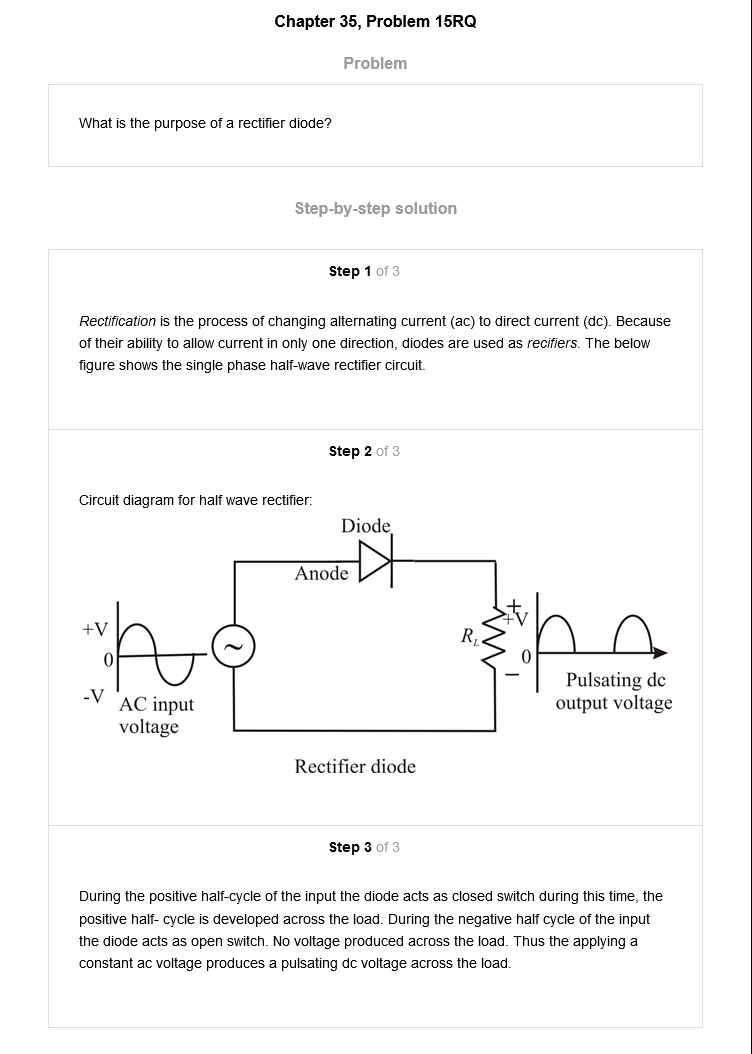 Chapter 35, Problem 15RQ
Problem
What is the purpose of a rectifier diode?
Step-by-step solution
Step 1 of 3
Rectification is the process of changing alternating current (ac) to direct current (dc). Because
of their ability to allow current in only one direction, diodes are used as recifiers. The below
figure shows the single phase half-wave rectifier circuit.
Step 2 of 3
Circuit diagram for half wave rectifier:
Diode
Anode
+V
0
-V
AC input
voltage
~
R_L
+
+V
0
−
Pulsating dc
output voltage
Rectifier diode
Step 3 of 3
During the positive half-cycle of the input the diode acts as closed switch during this time, the
positive half- cycle is developed across the load. During the negative half cycle of the input
the diode acts as open switch. No voltage produced across the load. Thus the applying a
constant ac voltage produces a pulsating dc voltage across the load.